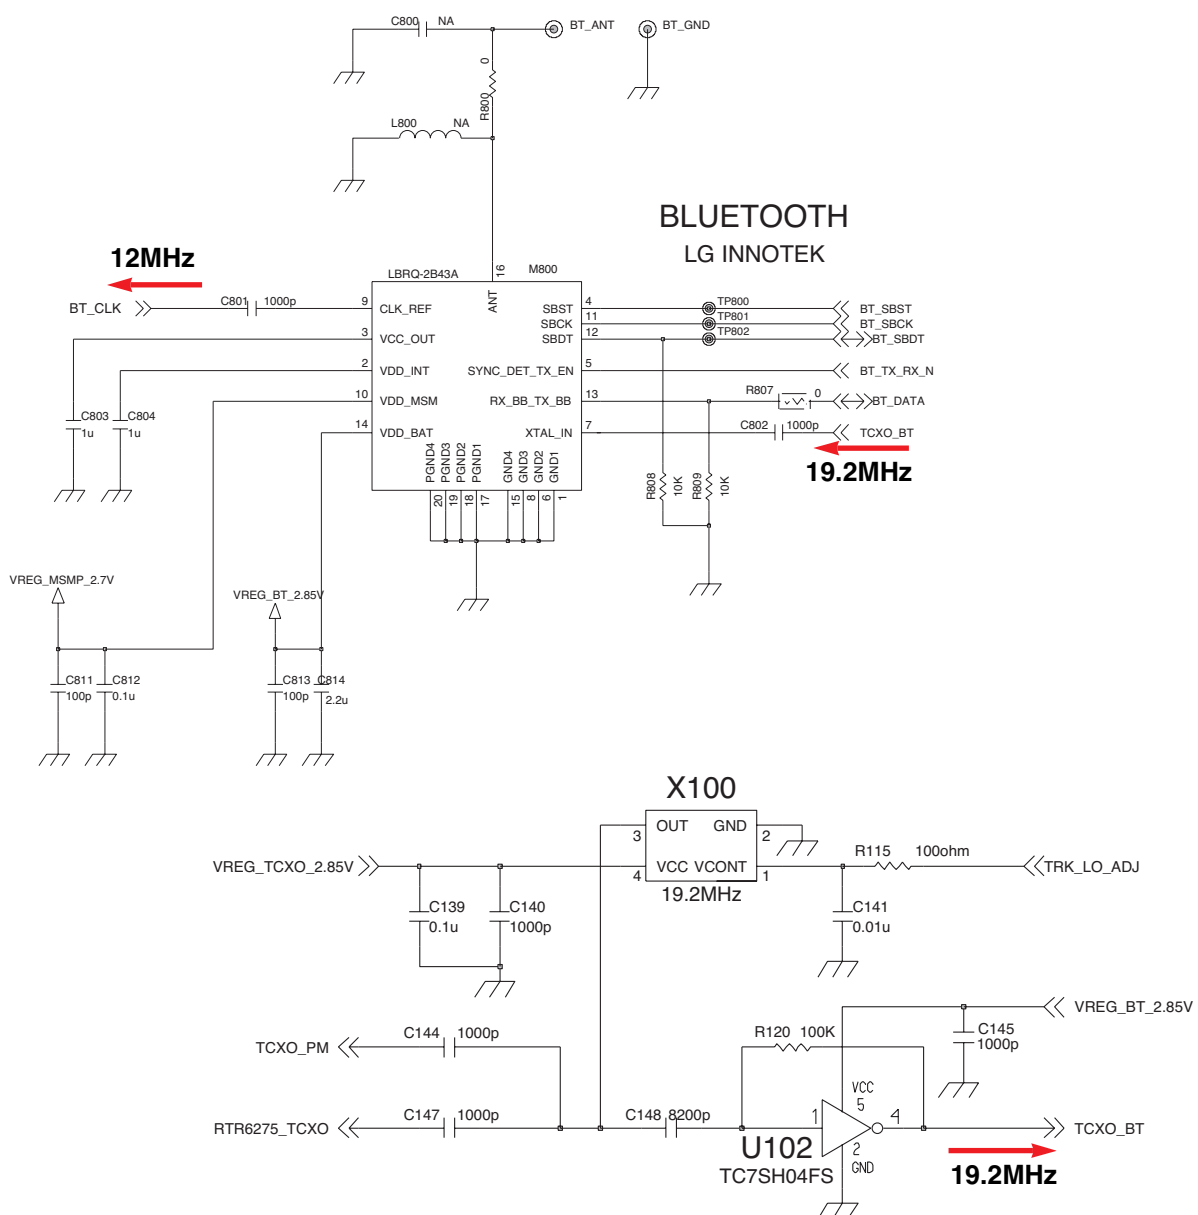 C800 NA
BT_ANT
BT_GND
0
R800
L800 NA
BLUETOOTH
LG INNOTEK
12MHz
LBRQ-2B43A
16
M800
ANT
BT_CLK
C801 1000p
9 CLK_REF
3 VCC_OUT
2 VDD_INT
10 VDD_MSM
14 VDD_BAT
SBST 4 TP800 BT_SBST
SBCK 11 TP801 BT_SBCK
SBDT 12 TP802 BT_SBDT
SYNC_DET_TX_EN 5 BT_TX_RX_N
RX_BB_TX_BB 13 R807 0 BT_DATA
XTAL_IN 7 C802 1000p TCXO_BT
19.2MHz
C803 1u
C804 1u
PGND4 PGND3 PGND2 PGND1 GND4 GND3 GND2 GND1
20 19 18 17 15 8 6 1
R808 10K
R809 10K
VREG_MSMP_2.7V
VREG_BT_2.85V
C811 100p
C812 0.1u
C813 100p
C814 2.2u
X100
3 OUT GND 2
VREG_TCXO_2.85V
4 VCC VCONT 1
19.2MHz
R115 100ohm
TRK_LO_ADJ
C139 0.1u
C140 1000p
C141 0.01u
VREG_BT_2.85V
TCXO_PM
C144 1000p
R120 100K
C145 1000p
VCC
5
RTR6275_TCXO
C147 1000p
C148 8200p
1
4
TCXO_BT
U102
TC7SH04FS
2
GND
19.2MHz